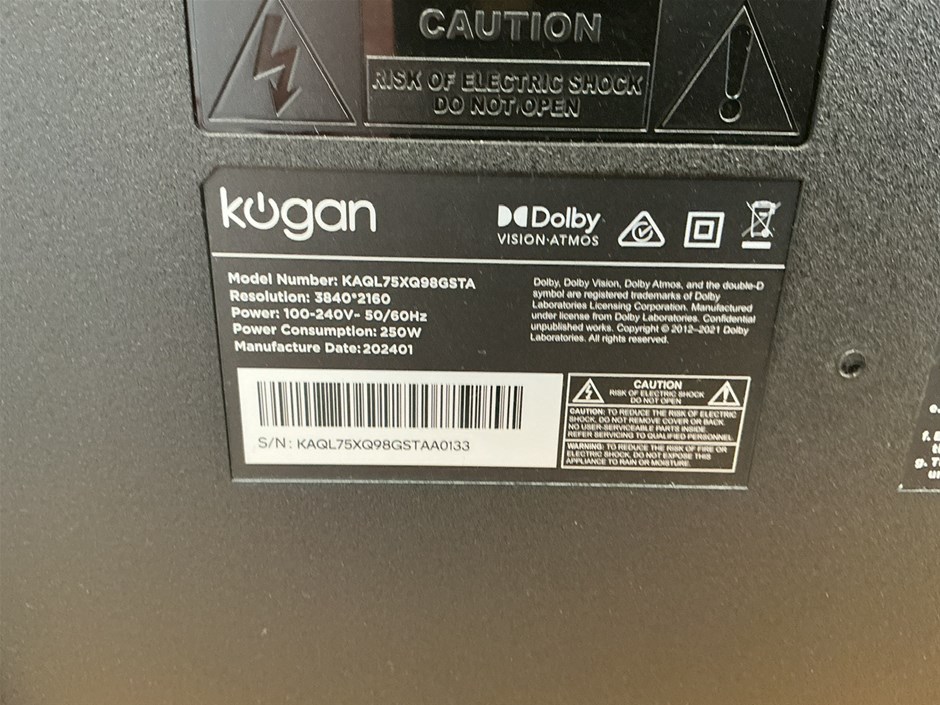 CAUTION
RISK OF ELECTRIC SHOCK
DO NOT OPEN
kogan
Dolby
VISION·ATMOS
Model Number: KAQL75XQ98GSTA
Resolution: 3840*2160
Power: 100-240V~ 50/60Hz
Power Consumption: 250W
Manufacture Date: 202401
Dolby, Dolby Vision, Dolby Atmos, and the double-D
symbol are registered trademarks of Dolby
Laboratories Licensing Corporation. Manufactured
under license from Dolby Laboratories. Confidential
unpublished works. Copyright © 2012–2021 Dolby
Laboratories. All rights reserved.
S/N: KAQL75XQ98GSTAA0133
CAUTION
RISK OF ELECTRIC SHOCK
DO NOT OPEN
CAUTION: TO REDUCE THE RISK OF ELECTRIC
SHOCK, DO NOT REMOVE COVER OR BACK.
NO USER-SERVICEABLE PARTS INSIDE.
REFER SERVICING TO QUALIFIED PERSONNEL.
WARNING: TO REDUCE THE RISK OF FIRE OR
ELECTRIC SHOCK, DO NOT EXPOSE THIS
APPLIANCE TO RAIN OR MOISTURE.
e.
f.
g.